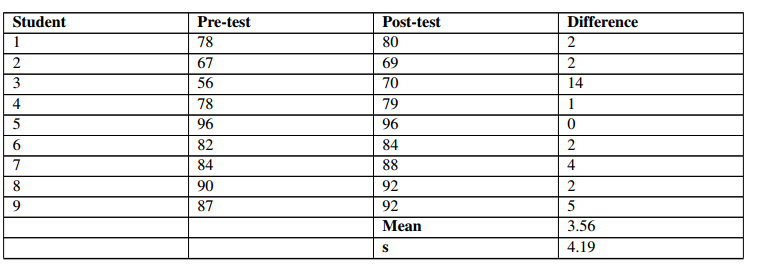 Student Pre-test Post-test Difference
1 78 80 2
2 67 69 2
3 56 70 14
4 78 79 1
5 96 96 0
6 82 84 2
7 84 88 4
8 90 92 2
9 87 92 5
Mean 3.56
s 4.19